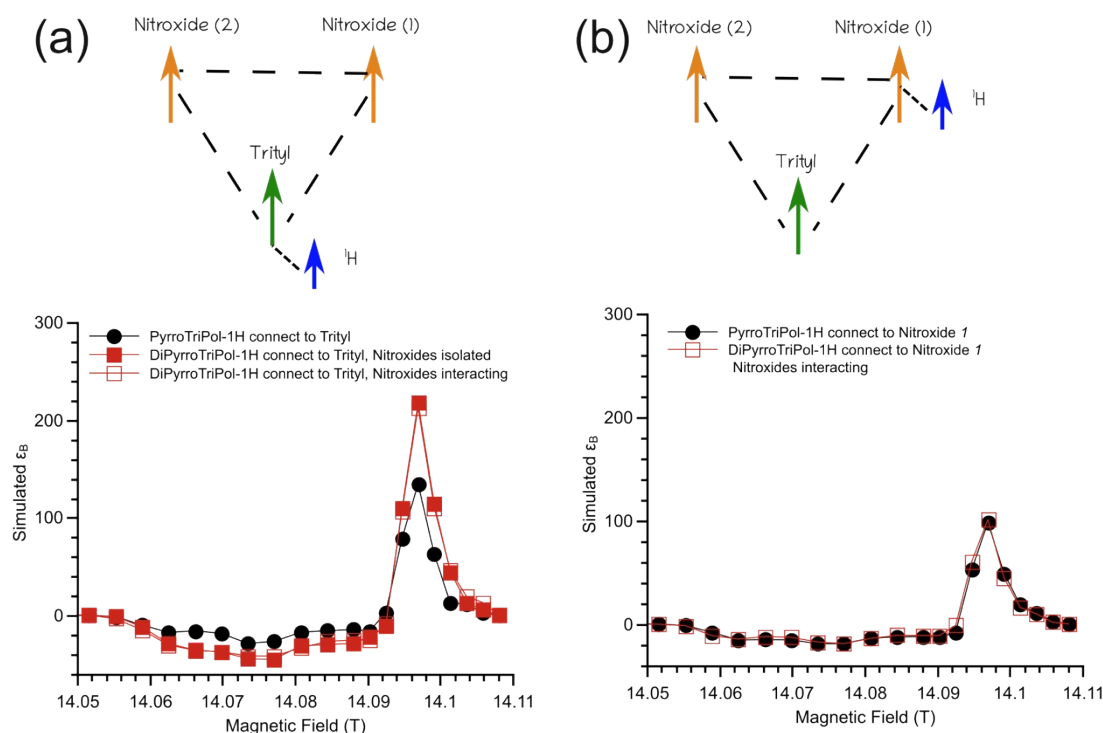 (a)
Nitroxide (2)
Nitroxide (1)
Trityl
¹H
300
200
100
0
Simulated εB
PyrroTriPol-1H connect to Trityl
DiPyrroTriPol-1H connect to Trityl, Nitroxides isolated
DiPyrroTriPol-1H connect to Trityl, Nitroxides interacting
14.05
14.06
14.07
14.08
14.09
14.1
14.11
Magnetic Field (T)
(b)
Nitroxide (2)
Nitroxide (1)
¹H
Trityl
300
200
100
0
Simulated εB
PyrroTriPol-1H connect to Nitroxide 1
DiPyrroTriPol-1H connect to Nitroxide 1
Nitroxides interacting
14.05
14.06
14.07
14.08
14.09
14.1
14.11
Magnetic Field (T)